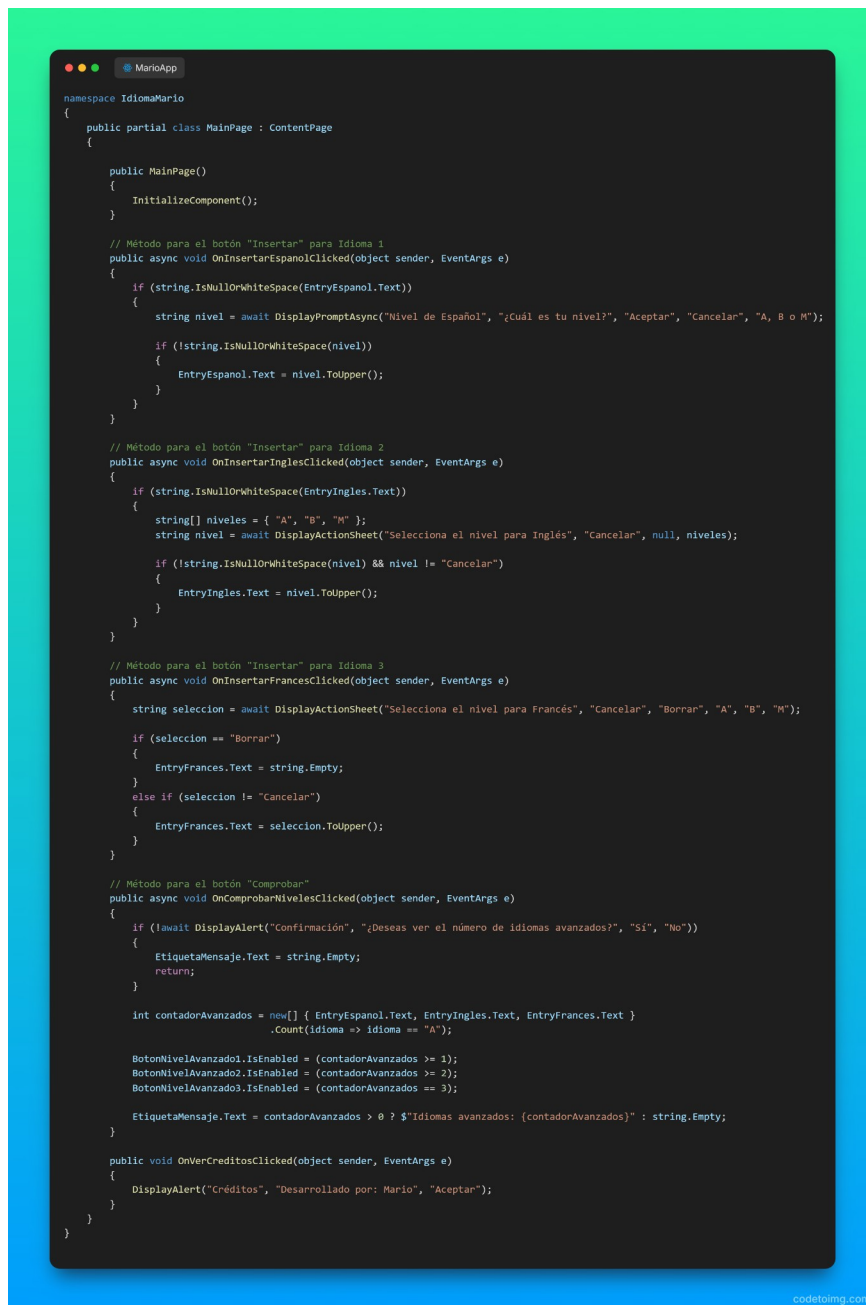 MarioApp
namespace IdiomaMario
{
    public partial class MainPage : ContentPage
    {

        public MainPage()
        {
            InitializeComponent();
        }

        // Método para el botón "Insertar" para Idioma 1
        public async void OnInsertarEspanolClicked(object sender, EventArgs e)
        {
            if (string.IsNullOrWhiteSpace(EntryEspanol.Text))
            {
                string nivel = await DisplayPromptAsync("Nivel de Español", "¿Cuál es tu nivel?", "Aceptar", "Cancelar", "A, B o M");

                if (!string.IsNullOrWhiteSpace(nivel))
                {
                    EntryEspanol.Text = nivel.ToUpper();
                }
            }
        }

        // Método para el botón "Insertar" para Idioma 2
        public async void OnInsertarInglesClicked(object sender, EventArgs e)
        {
            if (string.IsNullOrWhiteSpace(EntryIngles.Text))
            {
                string[] niveles = { "A", "B", "M" };
                string nivel = await DisplayActionSheet("Selecciona el nivel para Inglés", "Cancelar", null, niveles);

                if (!string.IsNullOrWhiteSpace(nivel) && nivel != "Cancelar")
                {
                    EntryIngles.Text = nivel.ToUpper();
                }
            }
        }

        // Método para el botón "Insertar" para Idioma 3
        public async void OnInsertarFrancesClicked(object sender, EventArgs e)
        {
            string seleccion = await DisplayActionSheet("Selecciona el nivel para Francés", "Cancelar", "Borrar", "A", "B", "M");

            if (seleccion == "Borrar")
            {
                EntryFrances.Text = string.Empty;
            }
            else if (seleccion != "Cancelar")
            {
                EntryFrances.Text = seleccion.ToUpper();
            }
        }

        // Método para el botón "Comprobar"
        public async void OnComprobarNivelesClicked(object sender, EventArgs e)
        {
            if (!await DisplayAlert("Confirmación", "¿Deseas ver el número de idiomas avanzados?", "Sí", "No"))
            {
                EtiquetaMensaje.Text = string.Empty;
                return;
            }

            int contadorAvanzados = new[] { EntryEspanol.Text, EntryIngles.Text, EntryFrances.Text }
                                    .Count(idioma => idioma == "A");

            BotonNivelAvanzado1.IsEnabled = (contadorAvanzados >= 1);
            BotonNivelAvanzado2.IsEnabled = (contadorAvanzados >= 2);
            BotonNivelAvanzado3.IsEnabled = (contadorAvanzados == 3);

            EtiquetaMensaje.Text = contadorAvanzados > 0 ? $"Idiomas avanzados: {contadorAvanzados}" : string.Empty;
        }

        public void OnVerCreditosClicked(object sender, EventArgs e)
        {
            DisplayAlert("Créditos", "Desarrollado por: Mario", "Aceptar");
        }
    }
}
codetoimg.com